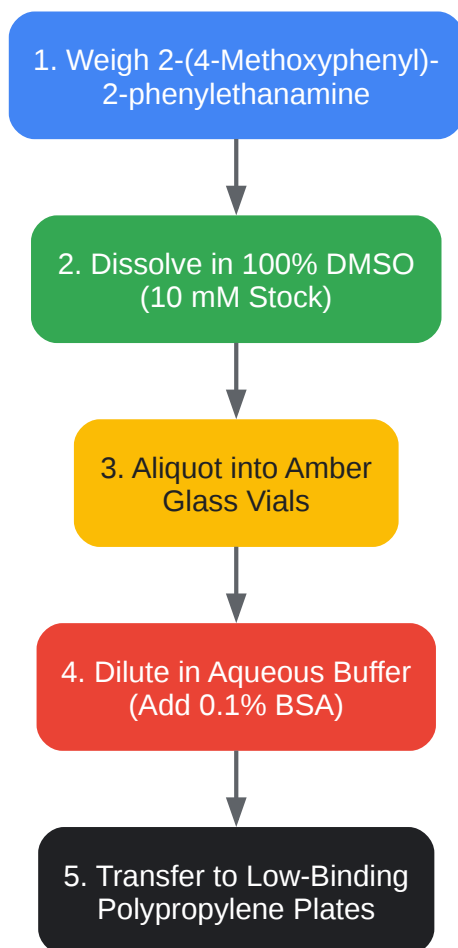 1. Weigh 2-(4-Methoxyphenyl)-
2-phenylethanamine
2. Dissolve in 100% DMSO
(10 mM Stock)
3. Aliquot into Amber
Glass Vials
4. Dilute in Aqueous Buffer
(Add 0.1% BSA)
5. Transfer to Low-Binding
Polypropylene Plates